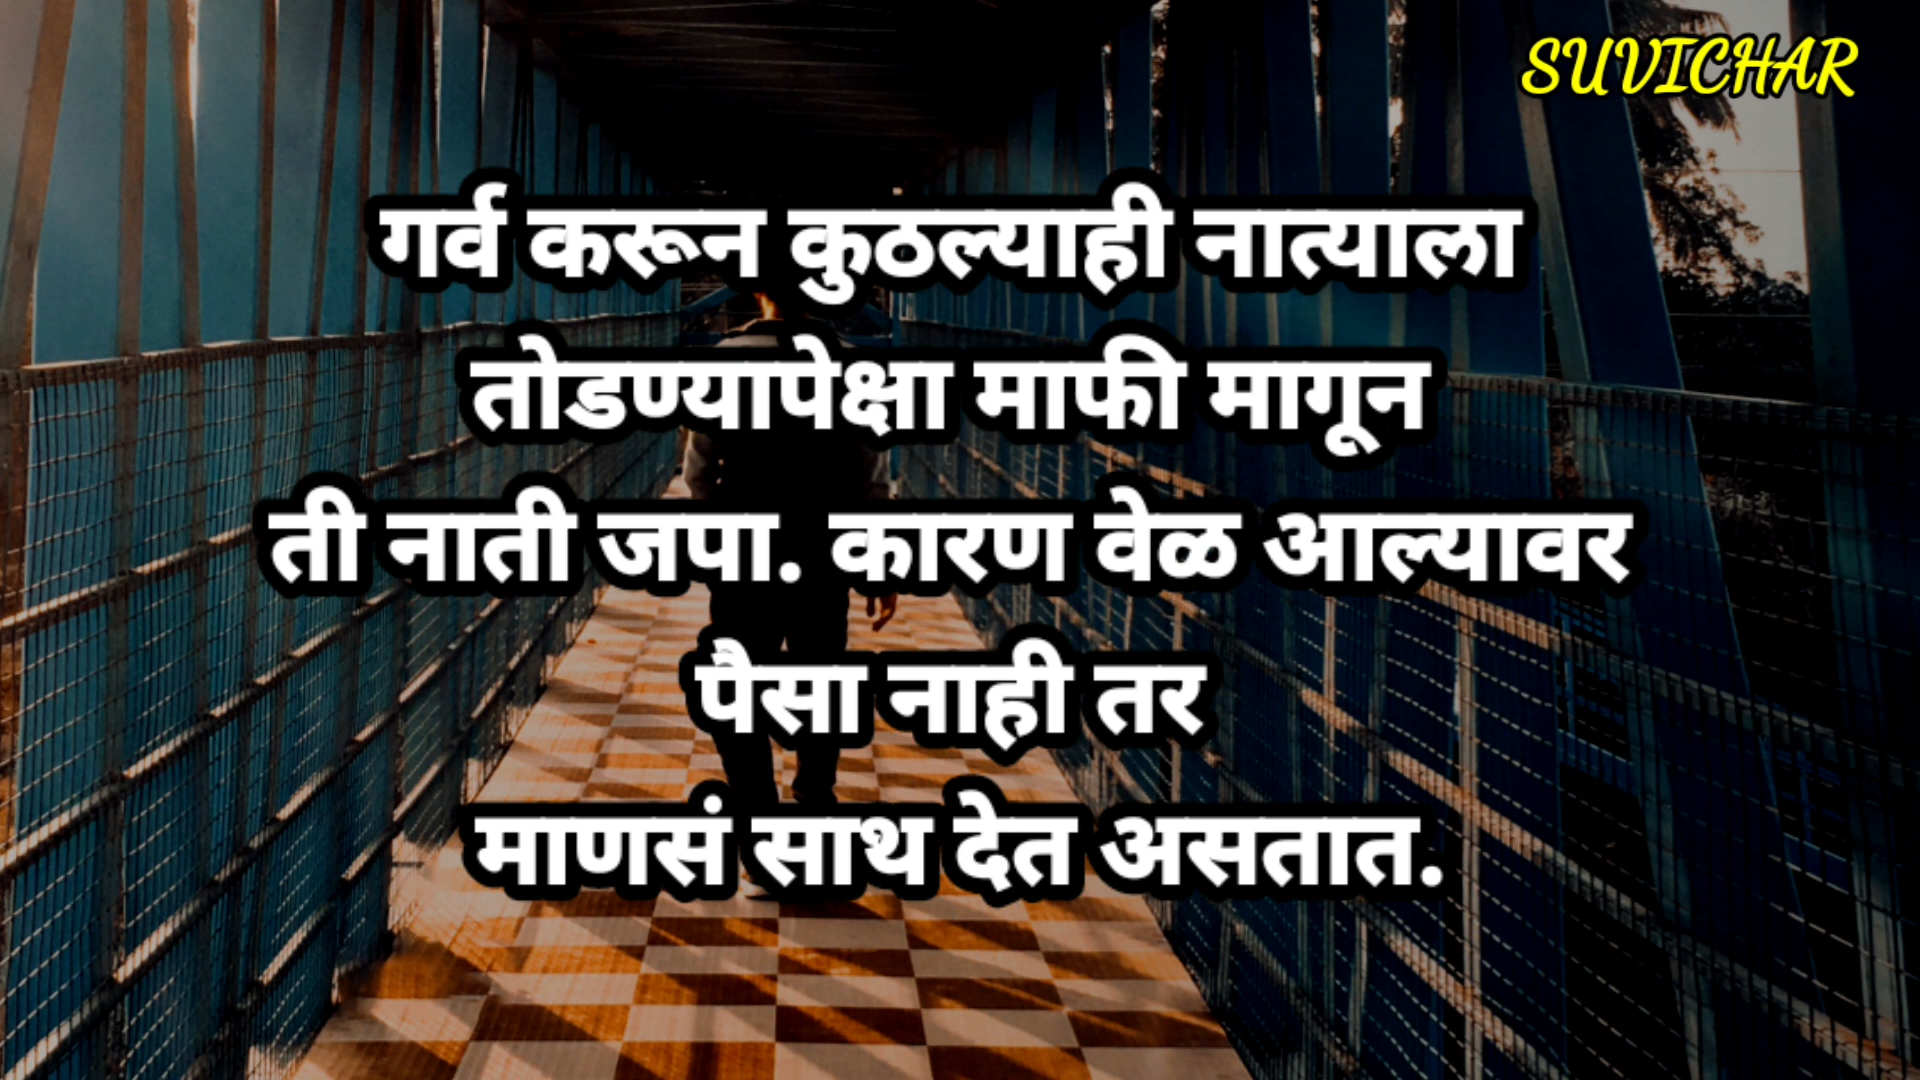 SUVICHAR
गर्व करून कुठल्याही नात्याला
तोडण्यापेक्षा माफी मागून
ती नाती जपा. कारण वेळ आल्यावर
पैसा नाही तर
माणसं साथ देत असतात.